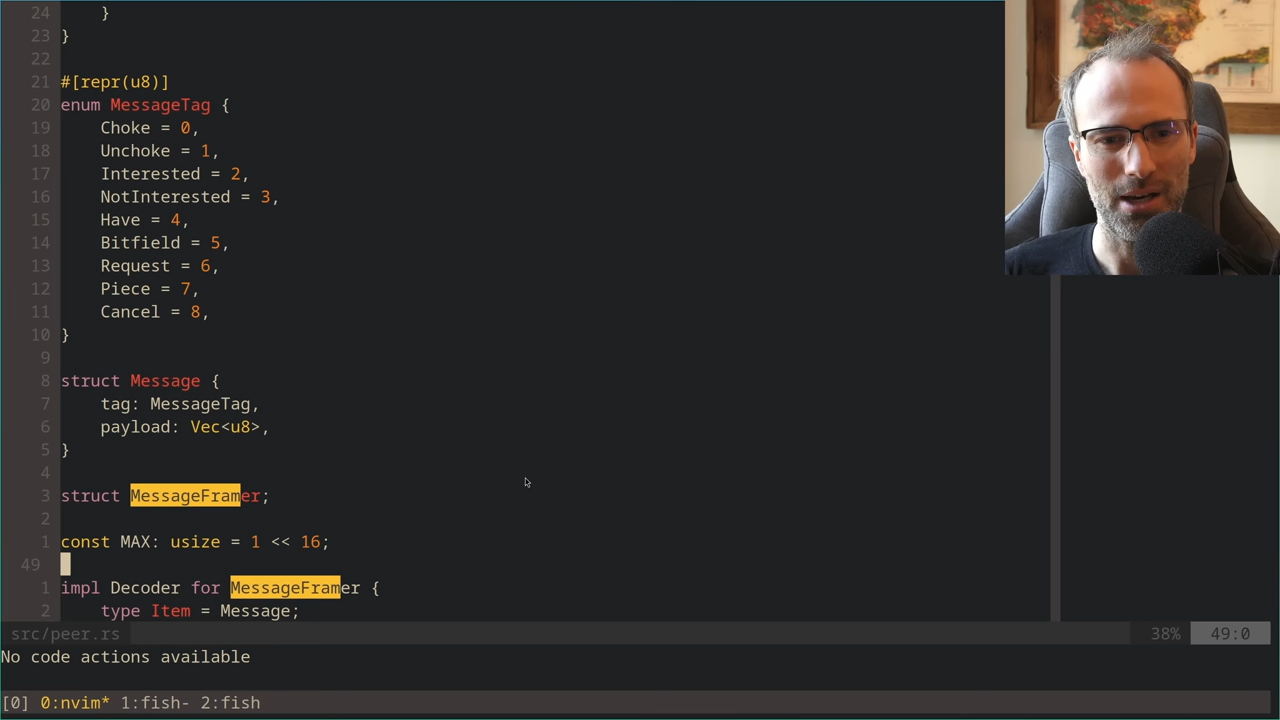 24     }
23 }
22
21 #[repr(u8)]
20 enum MessageTag {
19     Choke = 0,
18     Unchoke = 1,
17     Interested = 2,
16     NotInterested = 3,
15     Have = 4,
14     Bitfield = 5,
13     Request = 6,
12     Piece = 7,
11     Cancel = 8,
10 }
9
8 struct Message {
7     tag: MessageTag,
6     payload: Vec<u8>,
5 }
4
3 struct MessageFramer;
2
1 const MAX: usize = 1 << 16;
49
1 impl Decoder for MessageFramer {
2     type Item = Message;
src/peer.rs 38% 49:0
No code actions available
[0] 0:nvim* 1:fish- 2:fish